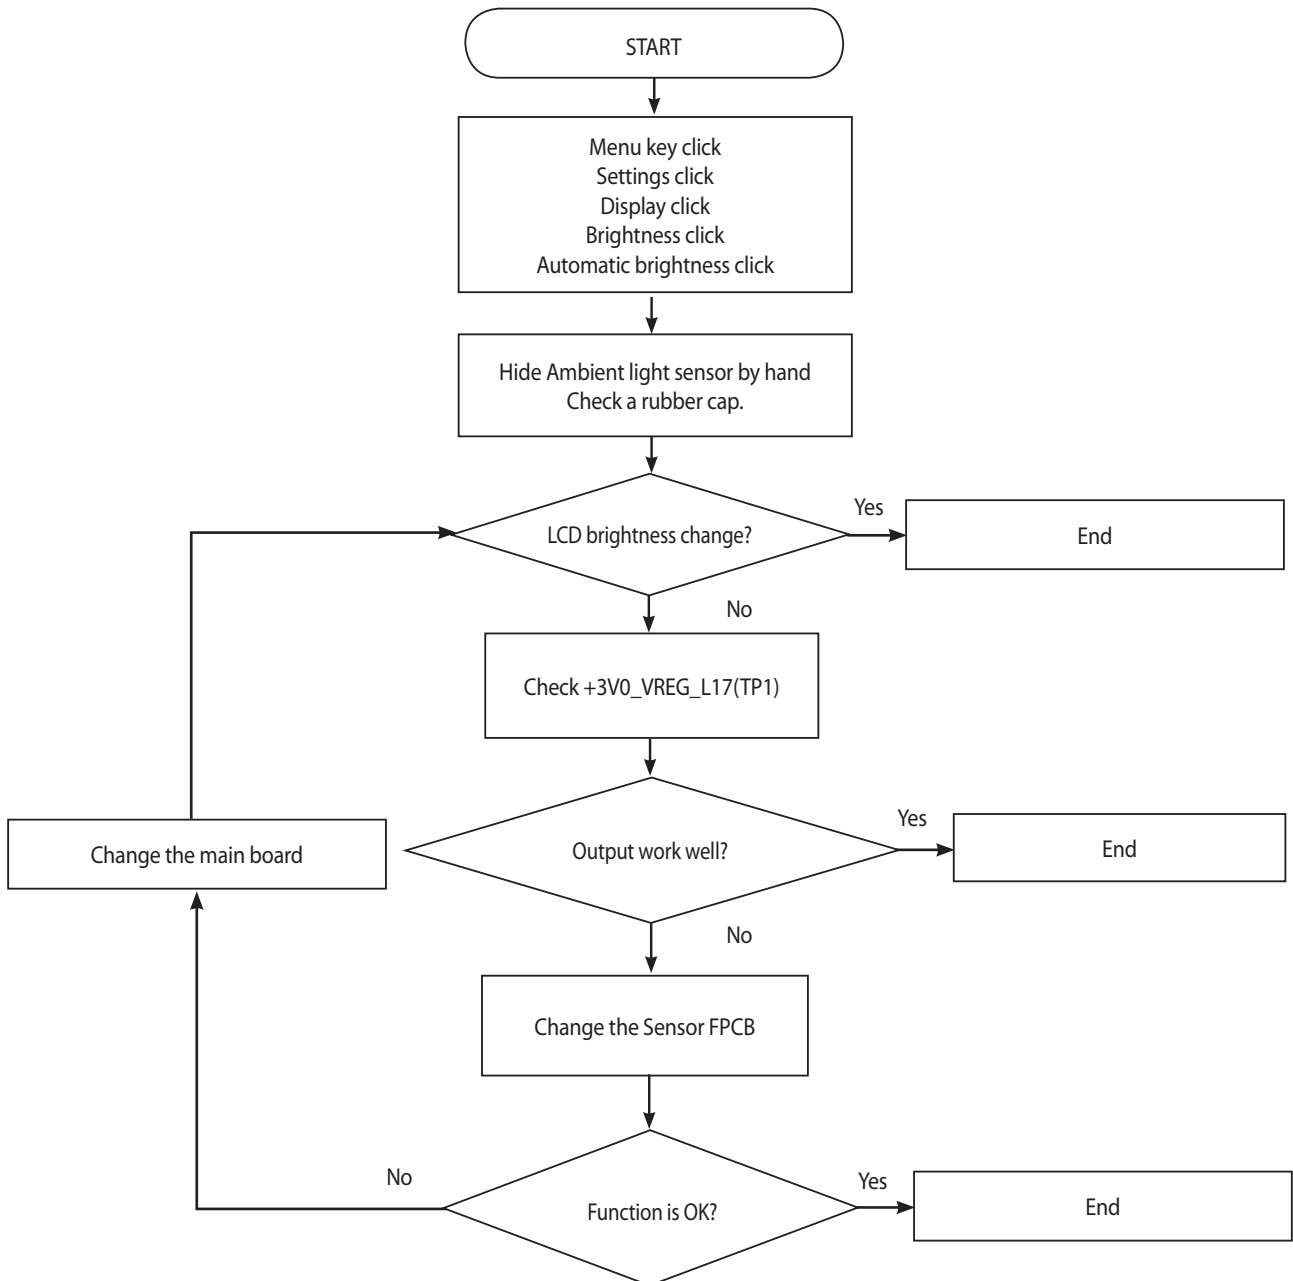 START
Menu key click
Settings click
Display click
Brightness click
Automatic brightness click
Hide Ambient light sensor by hand
Check a rubber cap.
LCD brightness change?
Yes
End
No
Check +3V0_VREG_L17(TP1)
Output work well?
Yes
End
Change the main board
No
Change the Sensor FPCB
Function is OK?
No
Yes
End